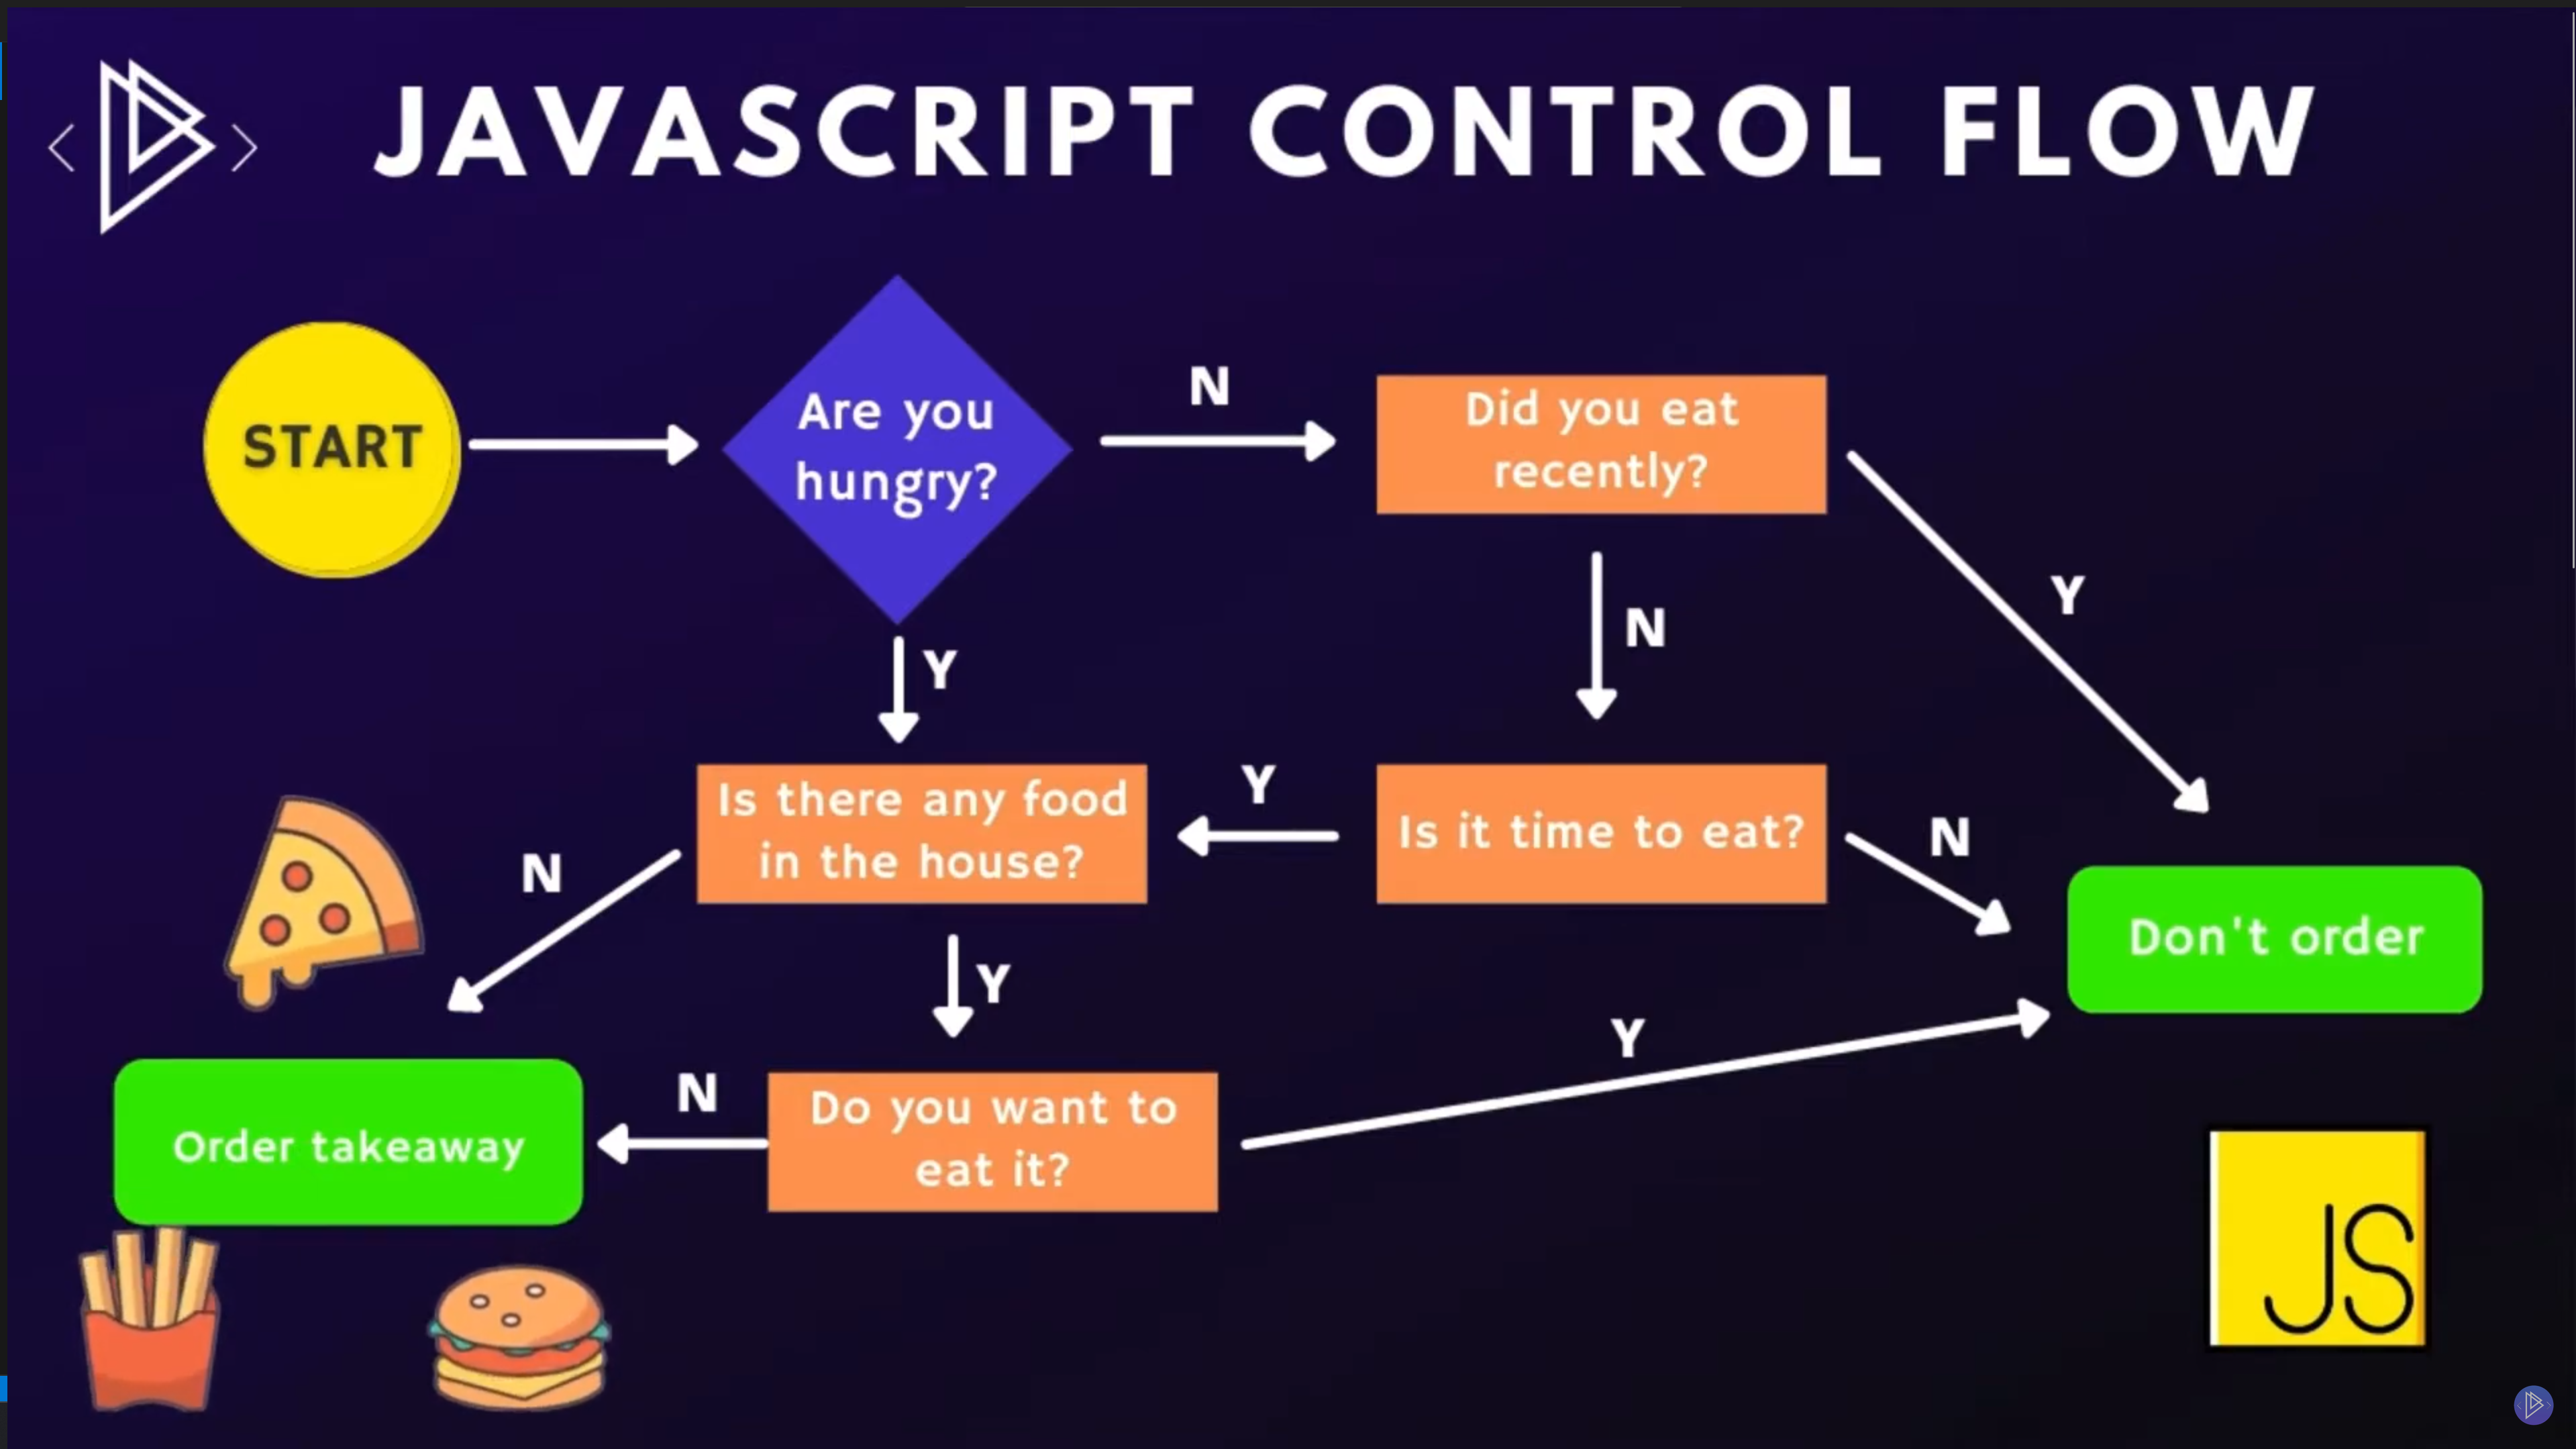 JAVASCRIPT CONTROL FLOW
START
Are you
hungry?
N
Did you eat
recently?
Y
N
Y
Is there any food
in the house?
Y
Is it time to eat?
N
N
Don't order
Y
Y
Order takeaway
N
Do you want to
eat it?
JS